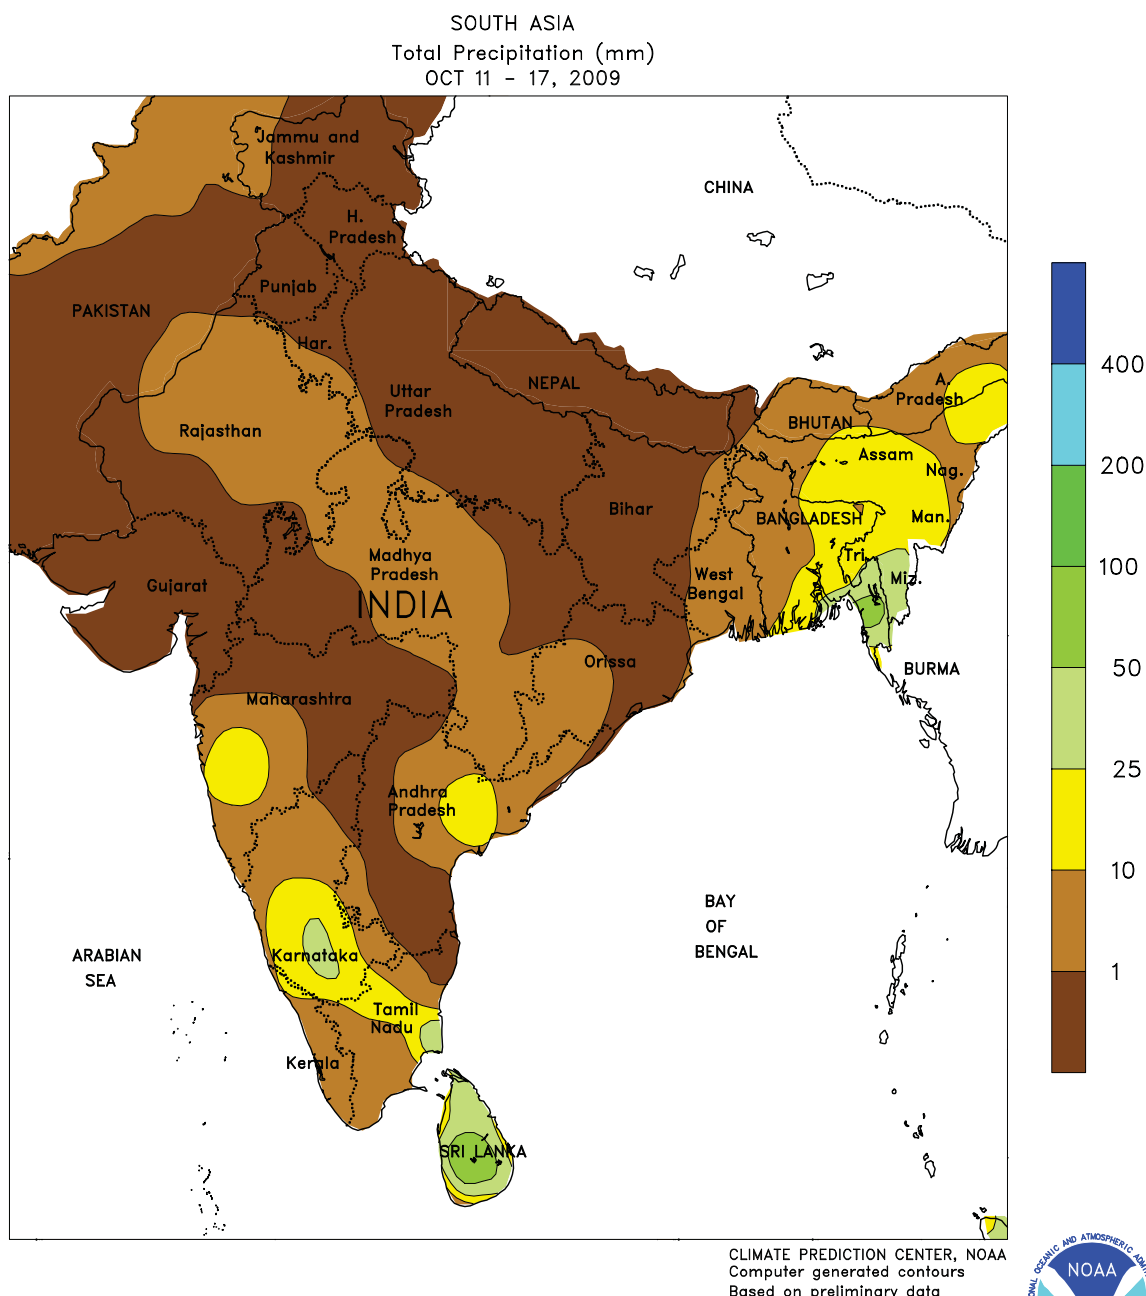 SOUTH ASIA
Total Precipitation (mm)
OCT 11 - 17, 2009
Jammu and
Kashmir
CHINA
H.
Pradesh
Punjab
PAKISTAN
Har.
NEPAL
Uttar
Pradesh
A.
Pradesh
BHUTAN
Rajasthan
Assam
Nag.
Bihar
BANGLADESH
Man.
Madhya
Pradesh
Tri.
West
Bengal
Miz.
Gujarat
INDIA
Orissa
BURMA
Maharashtra
Andhra
Pradesh
BAY
OF
BENGAL
ARABIAN
SEA
Karnataka
Tamil
Nadu
Kerala
SRI LANKA
400
200
100
50
25
10
1
CLIMATE PREDICTION CENTER, NOAA
Computer generated contours
Based on preliminary data
OCEANIC AND ATMOSPHERIC
NOAA